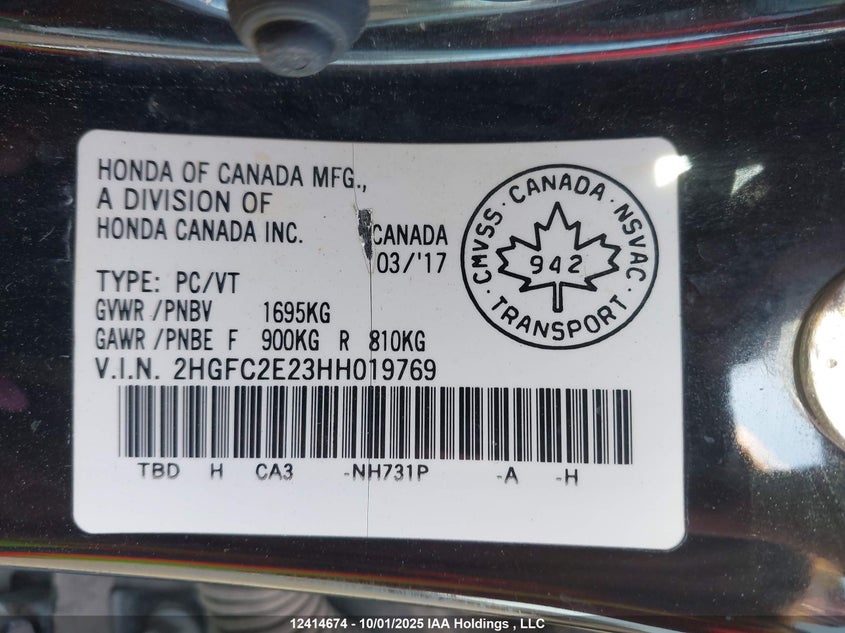 HONDA OF CANADA MFG.,
A DIVISION OF
HONDA CANADA INC.
CANADA
03/'17
CMVSS · CANADA · NSVAC · TRANSPORT ·
942
TYPE: PC/VT
GVWR /PNBV 1695KG
GAWR /PNBE F 900KG R 810KG
V.I.N. 2HGFC2E23HH019769
TBD H CA3 -NH731P -A -H
12414674 - 10/01/2025 IAA Holdings , LLC